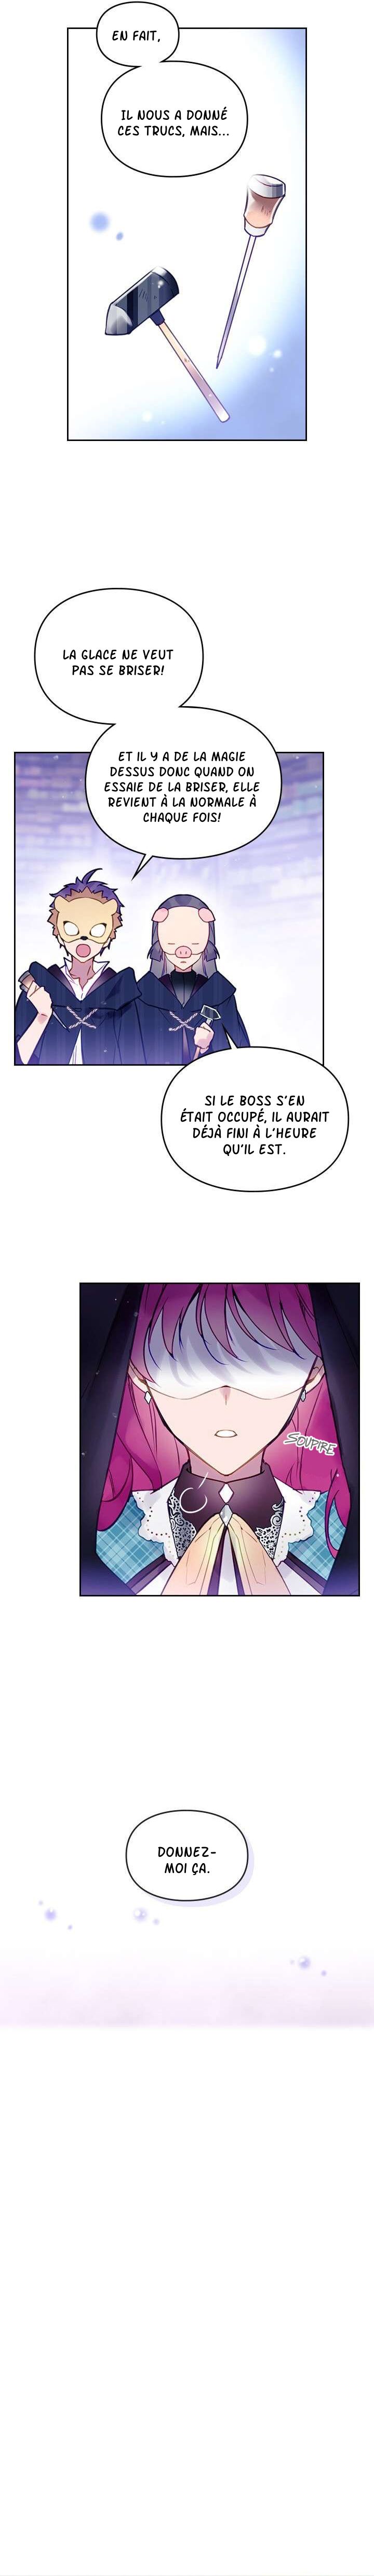 EN FAIT,
IL NOUS A DONNÉ
CES TRUCS, MAIS...
LA GLACE NE VEUT
PAS SE BRISER!
ET IL Y A DE LA MAGIE
DESSUS DONC QUAND ON
ESSAIE DE LA BRISER, ELLE
REVIENT À LA NORMALE À
CHAQUE FOIS!
SI LE BOSS S'EN
ÉTAIT OCCUPÉ, IL AURAIT
DÉJÀ FINI À L'HEURE
QU'IL EST.
SOUPIRE
DONNEZ-
MOI ÇA.